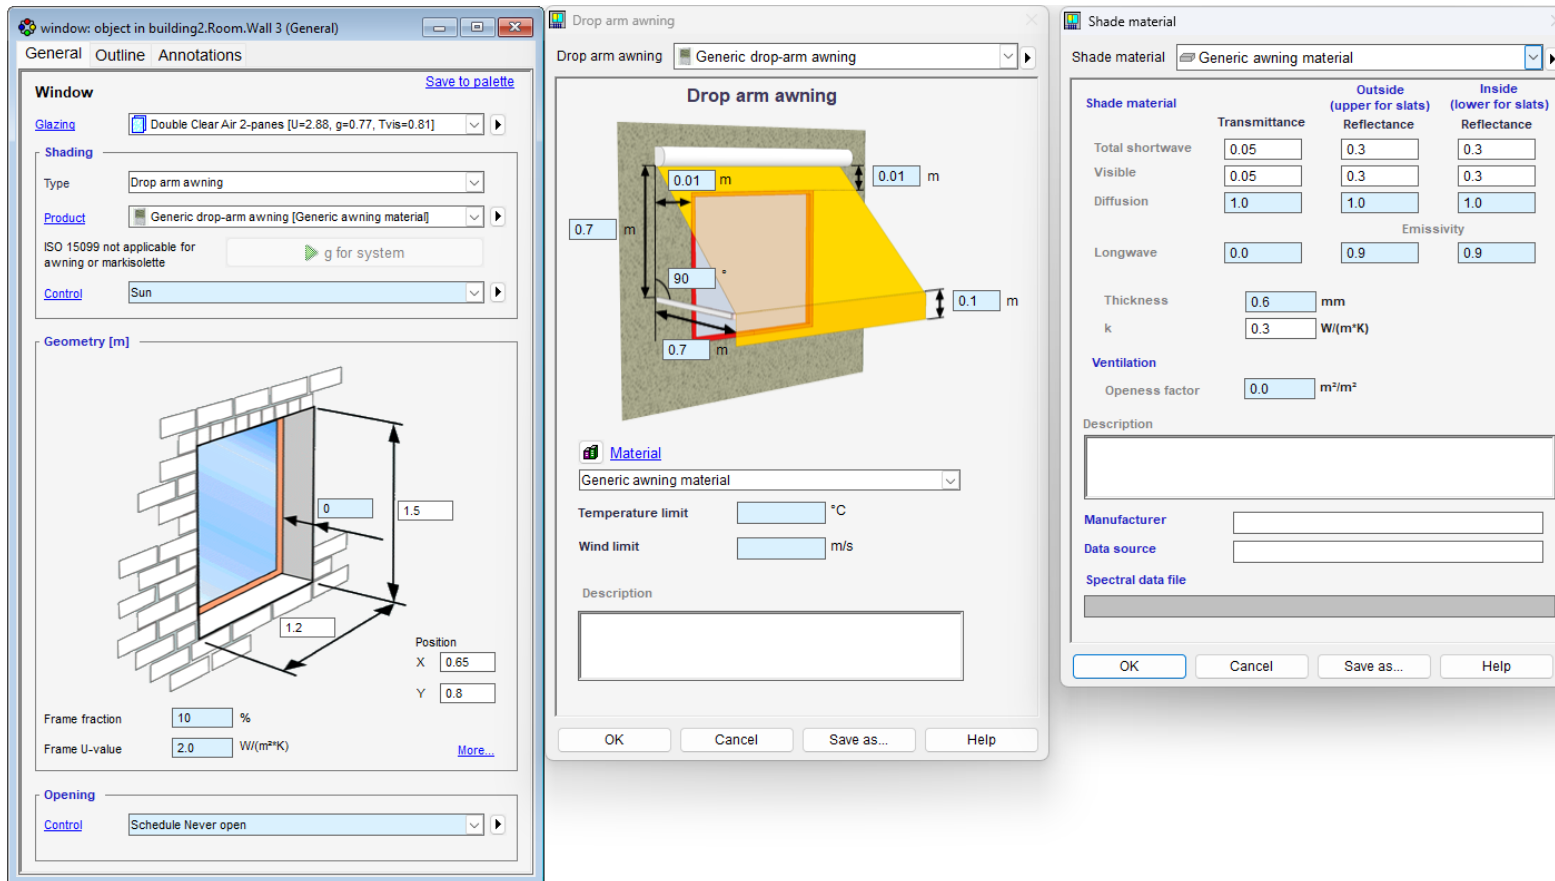 window: object in building2.Room.Wall 3 (General)
General Outline Annotations
Save to palette
Window
Glazing Double Clear Air 2-panes [U=2.88, g=0.77, Tvis=0.81]
Shading
Type Drop arm awning
Product Generic drop-arm awning [Generic awning material]
ISO 15099 not applicable for
awning or markisolette
g for system
Control Sun
Geometry [m]
0
1.5
1.2
Position
X 0.65
Y 0.8
Frame fraction 10 %
Frame U-value 2.0 W/(m²*K)
More...
Opening
Control Schedule Never open
Drop arm awning
Drop arm awning Generic drop-arm awning
Drop arm awning
0.01 m
0.01 m
0.7 m
90 °
0.1 m
0.7 m
Material
Generic awning material
Temperature limit °C
Wind limit m/s
Description
OK Cancel Save as... Help
Shade material
Shade material Generic awning material
Outside Inside
Shade material (upper for slats) (lower for slats)
Transmittance Reflectance Reflectance
Total shortwave 0.05 0.3 0.3
Visible 0.05 0.3 0.3
Diffusion 1.0 1.0 1.0
Emissivity
Longwave 0.0 0.9 0.9
Thickness 0.6 mm
k 0.3 W/(m*K)
Ventilation
Openess factor 0.0 m²/m²
Description
Manufacturer
Data source
Spectral data file
OK Cancel Save as... Help